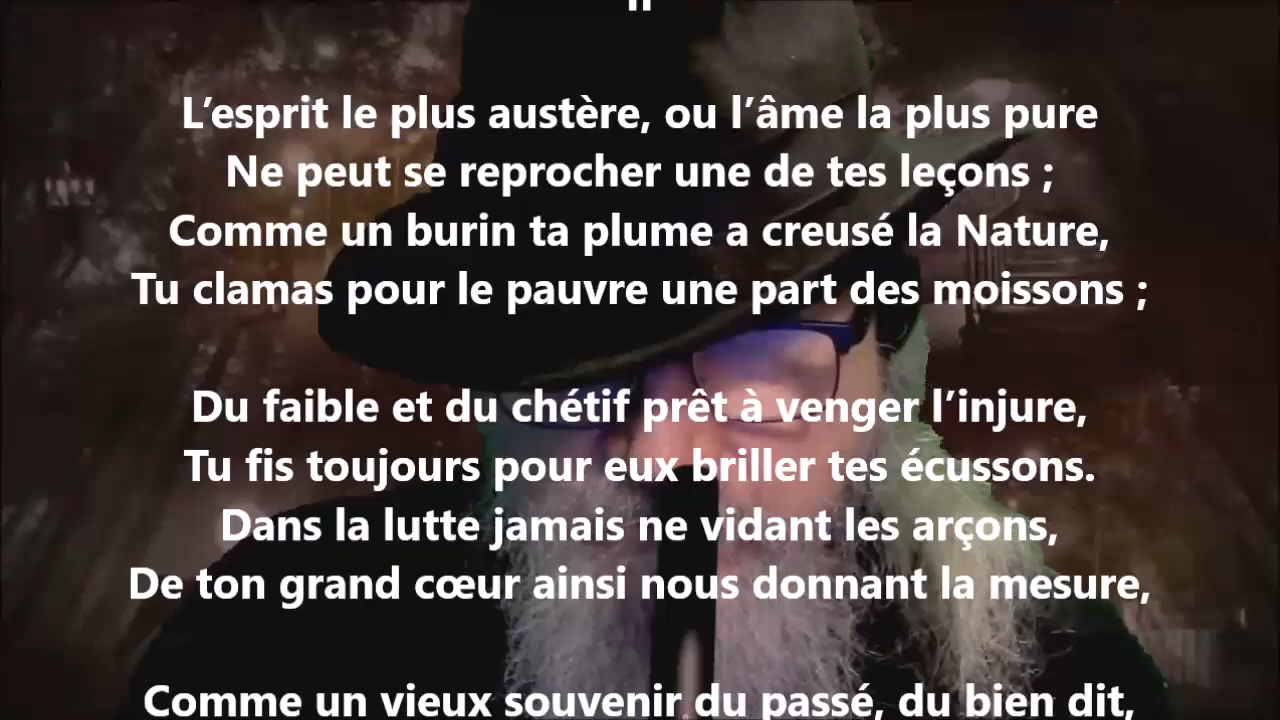 II
L’esprit le plus austère, ou l’âme la plus pure
Ne peut se reprocher une de tes leçons ;
Comme un burin ta plume a creusé la Nature,
Tu clamas pour le pauvre une part des moissons ;
Du faible et du chétif prêt à venger l’injure,
Tu fis toujours pour eux briller tes écussons.
Dans la lutte jamais ne vidant les arçons,
De ton grand cœur ainsi nous donnant la mesure,
Comme un vieux souvenir du passé, du bien dit,